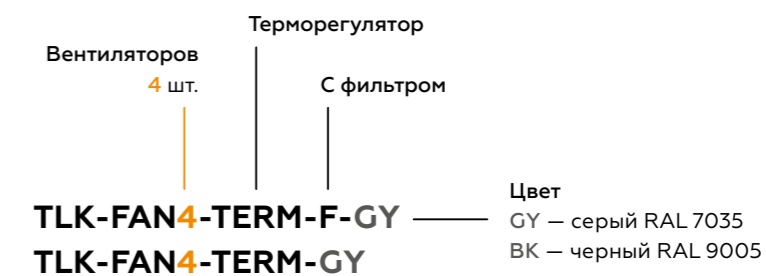 Терморегулятор
Вентиляторов
4 шт.
С фильтром
TLK-FAN4-TERM-F-GY
TLK-FAN4-TERM-GY
Цвет
GY — серый RAL 7035
BK — черный RAL 9005